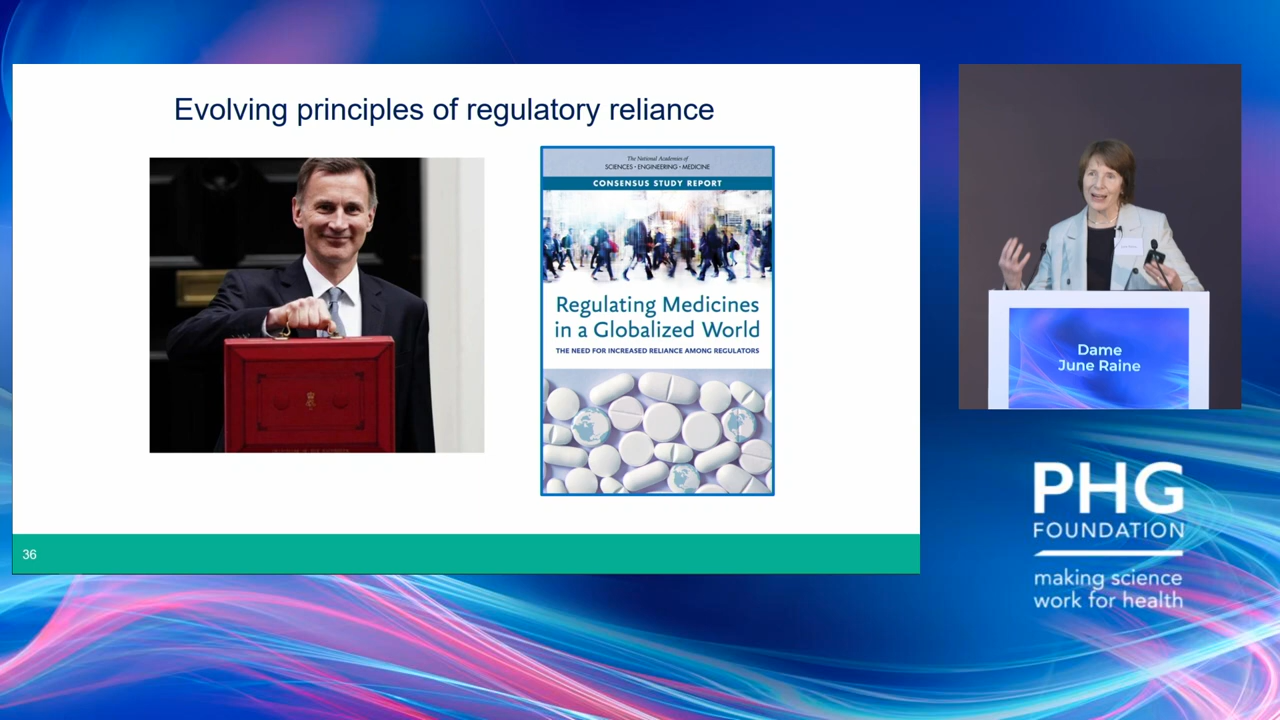 Evolving principles of regulatory reliance
The National Academies of
SCIENCES • ENGINEERING • MEDICINE
CONSENSUS STUDY REPORT
Regulating Medicines
in a Globalized World
THE NEED FOR INCREASED RELIANCE AMONG REGULATORS
36
Dame
June Raine
PHG
FOUNDATION
making science
work for health